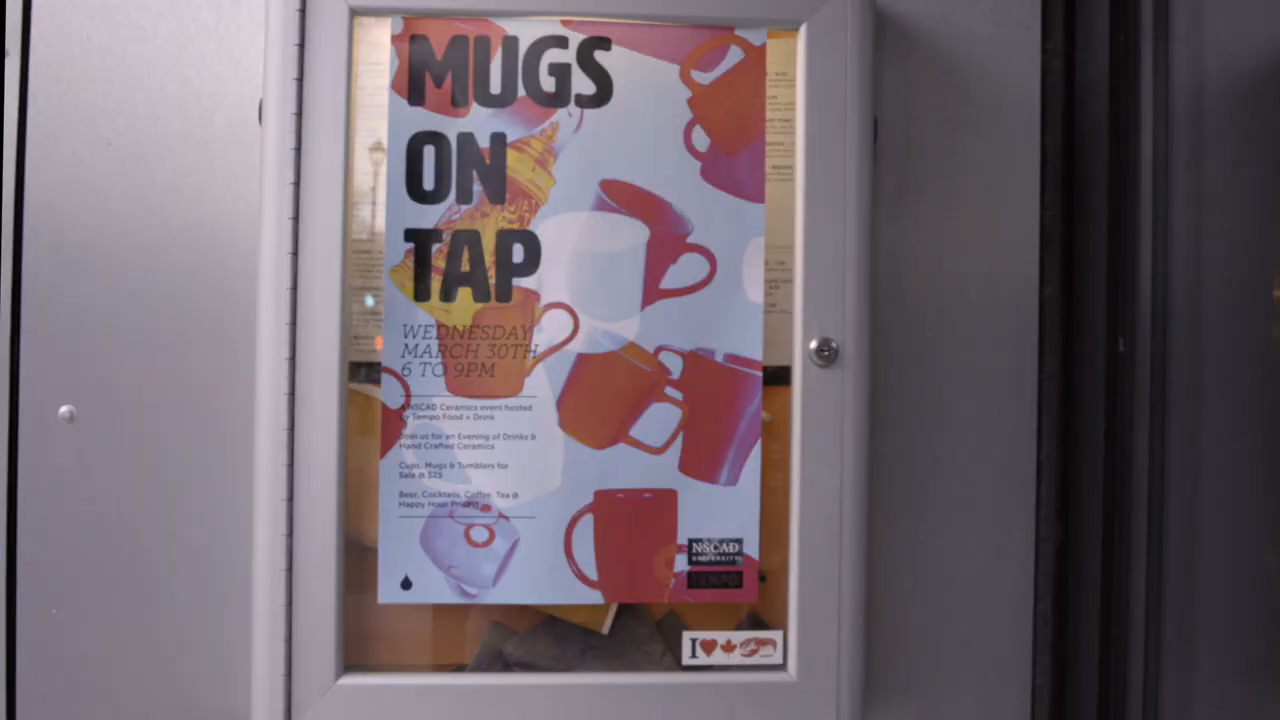 MUGS
ON
TAP
WEDNESDAY
MARCH 30TH
6 TO 9PM
A NSCAD Ceramics event hosted
by Tempo Food + Drink
Join us for an Evening of Drinks &
Hand Crafted Ceramics
Cups, Mugs & Tumblers for
Sale @ $25
Beer, Cocktails, Coffee, Tea @
Happy Hour Pricing
NSCAD
UNIVERSITY
TEMPO
I